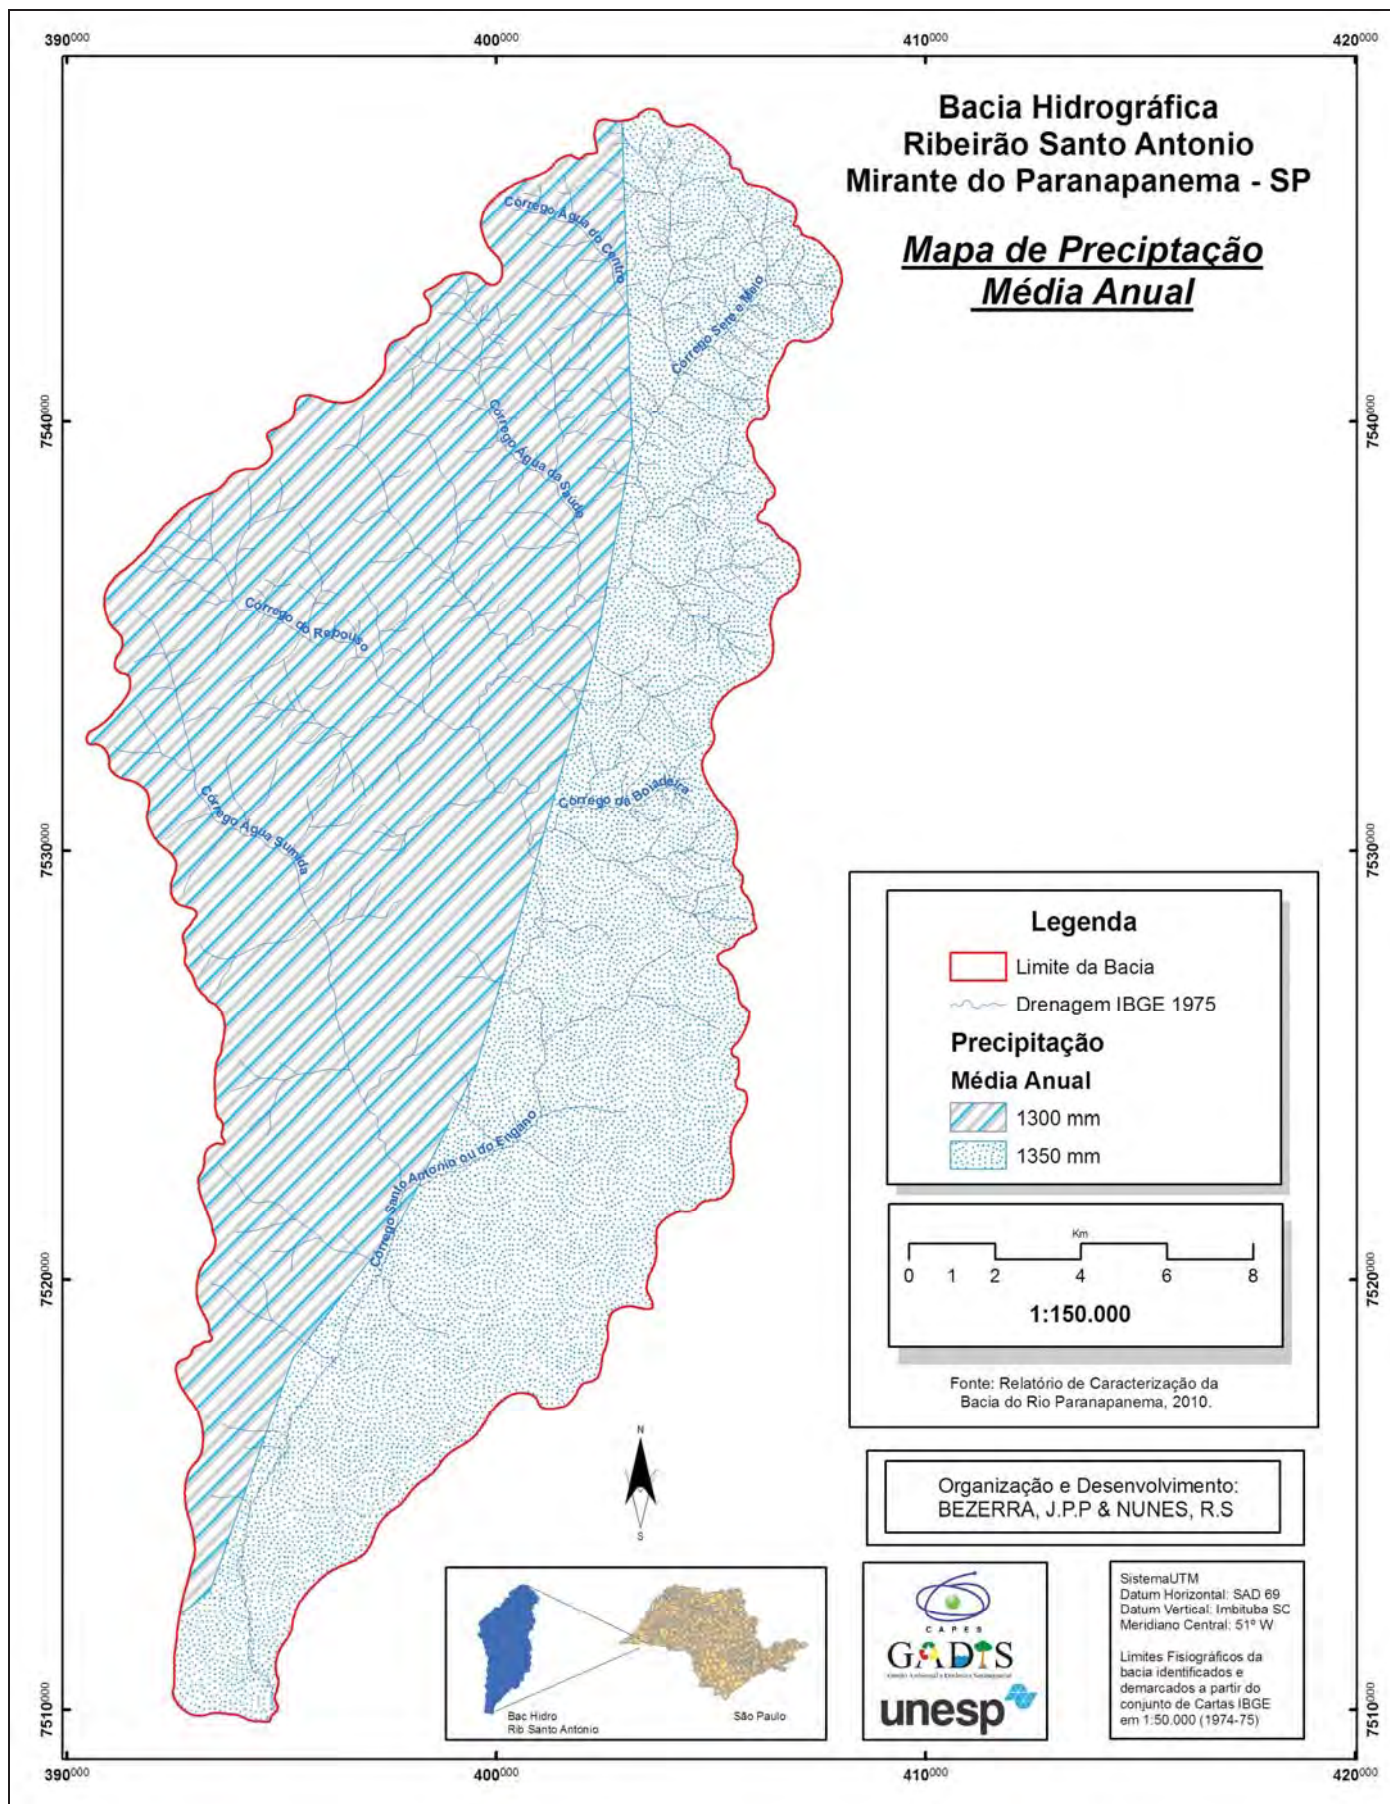 390000
400000
410000
420000
Bacia Hidrográfica
Ribeirão Santo Antonio
Mirante do Paranapanema - SP
Mapa de Preciptação
Média Anual
Córrego Água do Centro
Córrego Sete e Meio
7540000
7540000
Córrego Água da Saúde
Córrego do Repouso
Córrego da Boiadeira
Córrego Água Sumida
7530000
7530000
Legenda
Limite da Bacia
Drenagem IBGE 1975
Precipitação
Média Anual
1300 mm
1350 mm
Córrego Santo Antonio ou do Engano
7520000
7520000
Km
0 1 2 4 6 8
1:150.000
Fonte: Relatório de Caracterização da
Bacia do Rio Paranapanema, 2010.
N
S
Organização e Desenvolvimento:
BEZERRA, J.P.P & NUNES, R.S
Bac Hidro
Rib Santo Antonio
São Paulo
CAPES
GADIS
unesp
SistemaUTM
Datum Horizontal: SAD 69
Datum Vertical: Imbituba SC
Meridiano Central: 51º W
Limites Fisiográficos da
bacia identificados e
demarcados a partir do
conjunto de Cartas IBGE
em 1:50.000 (1974-75)
7510000
7510000
390000
400000
410000
420000